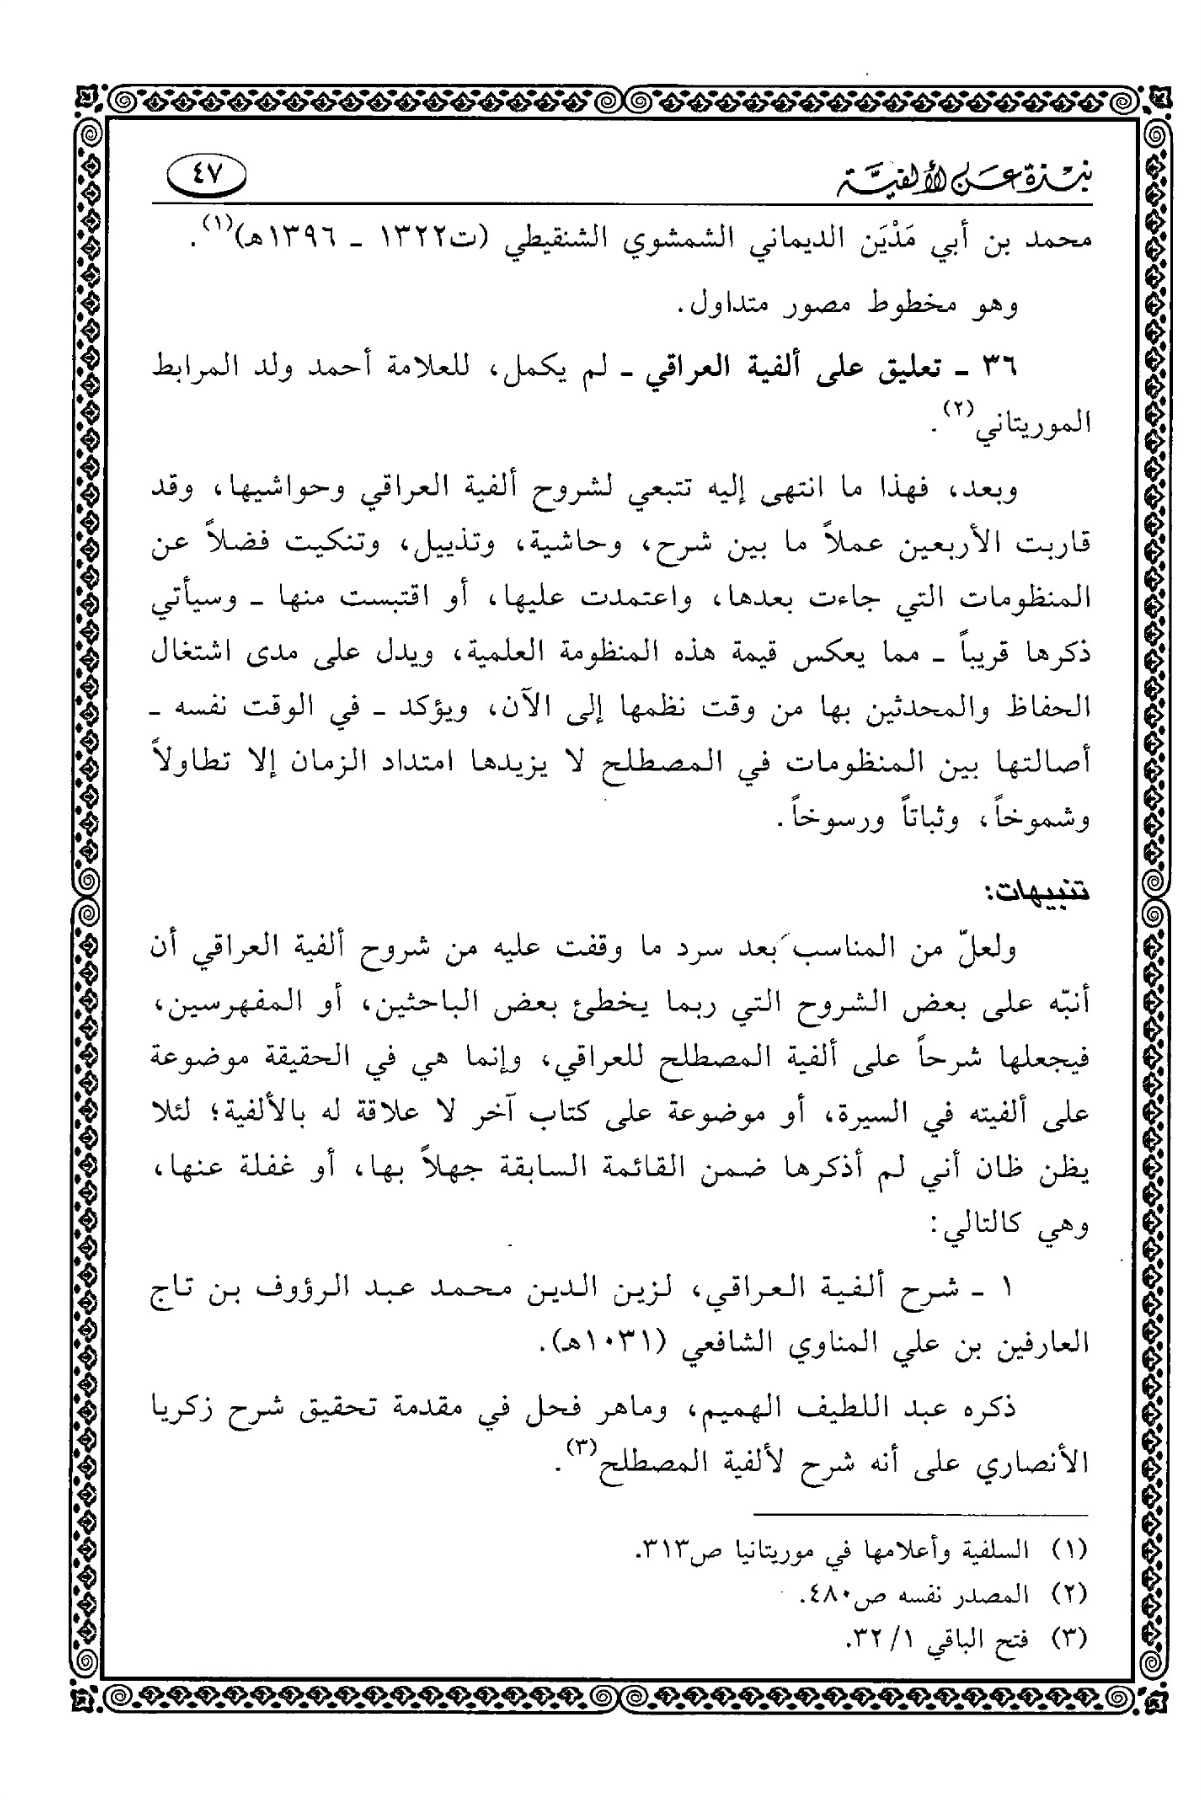 نبذة عن الألفية
٤٧
محمد بن أبي مَدْيَن الديماني الشمشوي الشنقيطي (ت١٣٢٢ ـ ١٣٩٦هـ)(١).
وهو مخطوط مصور متداول.
٣٦ ـ تعليق على ألفية العراقي ـ لم يكمل، للعلامة أحمد ولد المرابط
الموريتاني(٢).
وبعد، فهذا ما انتهى إليه تتبعي لشروح ألفية العراقي وحواشيها، وقد
قاربت الأربعين عملاً ما بين شرح، وحاشية، وتذييل، وتنكيت فضلاً عن
المنظومات التي جاءت بعدها، واعتمدت عليها، أو اقتبست منها ـ وسيأتي
ذكرها قريباً ـ مما يعكس قيمة هذه المنظومة العلمية، ويدل على مدى اشتغال
الحفاظ والمحدثين بها من وقت نظمها إلى الآن، ويؤكد ـ في الوقت نفسه ـ
أصالتها بين المنظومات في المصطلح لا يزيدها امتداد الزمان إلا تطاولاً
وشموخاً، وثباتاً ورسوخاً.
تنبيهات:
ولعلّ من المناسب بعد سرد ما وقفت عليه من شروح ألفية العراقي أن
أنبّه على بعض الشروح التي ربما يخطئ بعض الباحثين، أو المفهرسين،
فيجعلها شرحاً على ألفية المصطلح للعراقي، وإنما هي في الحقيقة موضوعة
على ألفيته في السيرة، أو موضوعة على كتاب آخر لا علاقة له بالألفية؛ لئلا
يظن ظان أني لم أذكرها ضمن القائمة السابقة جهلاً بها، أو غفلة عنها،
وهي كالتالي:
١ ـ شرح ألفية العراقي، لزين الدين محمد عبد الرؤوف بن تاج
العارفين بن علي المناوي الشافعي (١٠٣١هـ).
ذكره عبد اللطيف الهميم، وماهر فحل في مقدمة تحقيق شرح زكريا
الأنصاري على أنه شرح لألفية المصطلح(٣).
(١) السلفية وأعلامها في موريتانيا ص٣١٣.
(٢) المصدر نفسه ص٤٨٠.
(٣) فتح الباقي ١/ ٣٢.